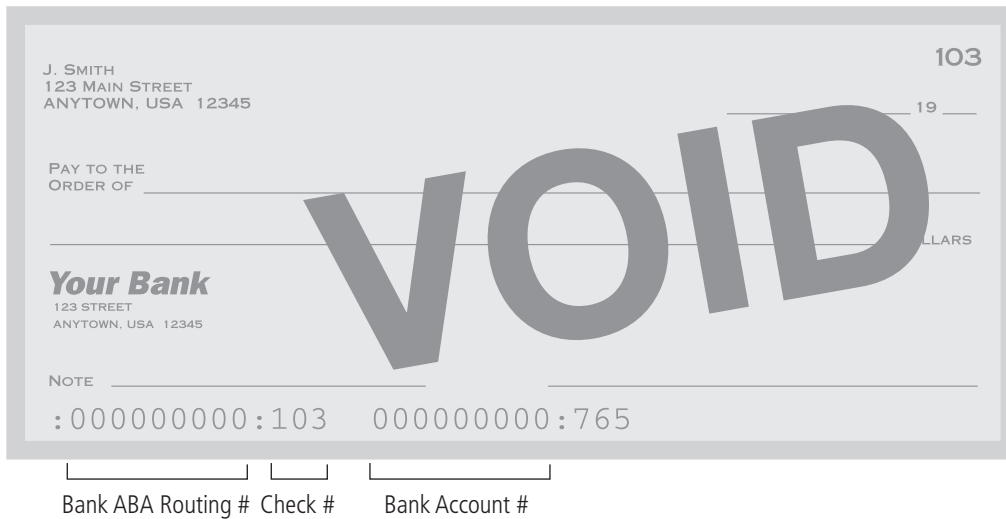 103
J. SMITH
123 MAIN STREET
ANYTOWN, USA  12345
19
PAY TO THE
ORDER OF
LLARS
VOID
Your Bank
123 STREET
ANYTOWN, USA  12345
NOTE
:000000000:103   000000000:765
Bank ABA Routing #  Check #  Bank Account #